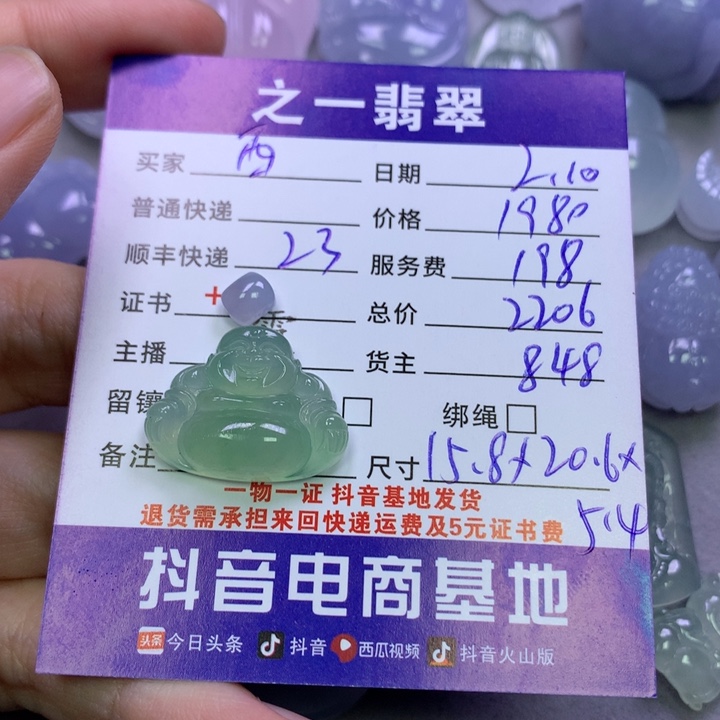 之一翡翠
买家 日期 2.10
普通快递 价格 1980
顺丰快递 23 服务费 198
证书 + 总价 2206
主播 货主 848
留镶 绑绳
备注 尺寸 15.8×20.6×
5.4
一物一证 抖音基地发货
退货需承担来回快递运费及5元证书费
抖音电商基地
头条 今日头条 抖音 西瓜视频 抖音火山版